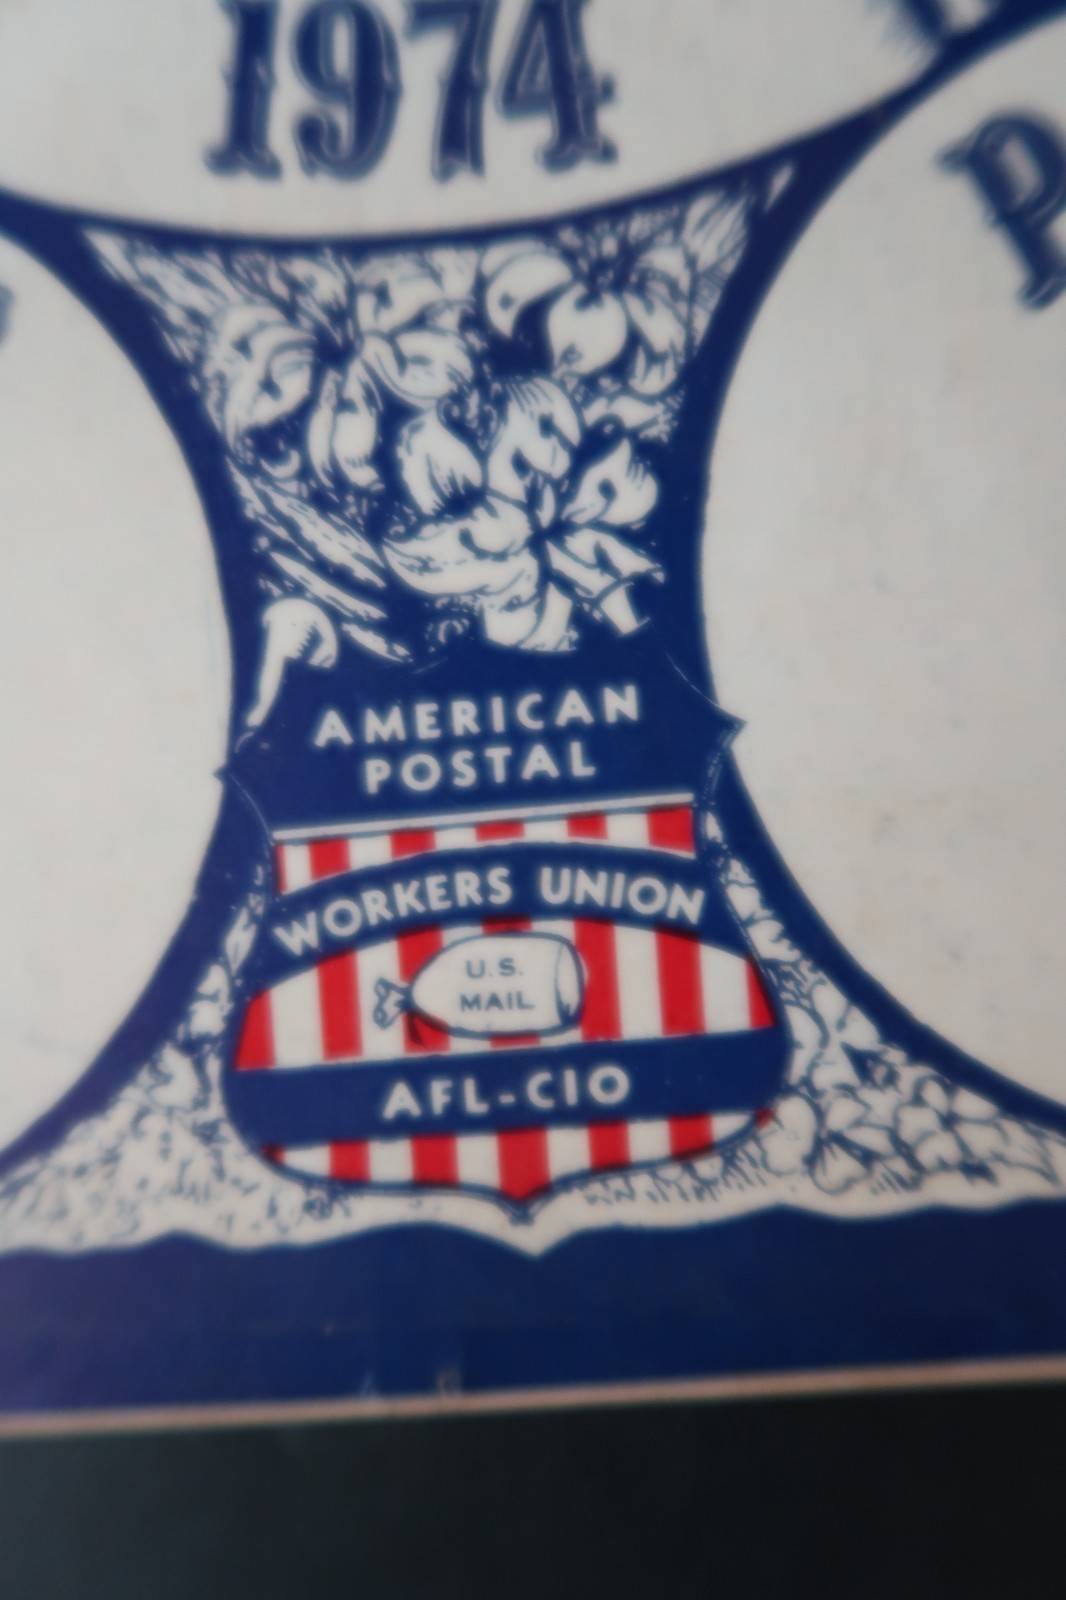 1974
P
AMERICAN
POSTAL
WORKERS UNION
U.S.
MAIL
AFL-CIO